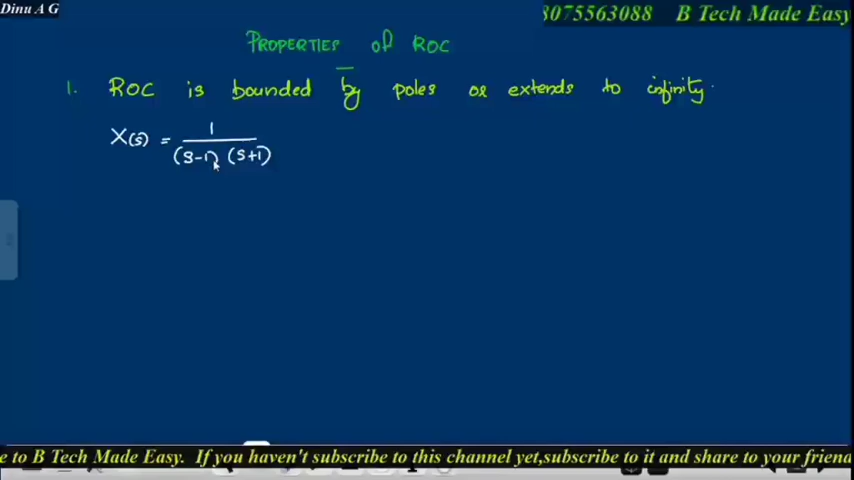 Dinu A G
8075563088 B Tech Made Easy
PROPERTIES of ROC
1. ROC is bounded by poles or extends to infinity.
X(s) = 1 / (s-1) (s+1)
e to B Tech Made Easy. If you haven't subscribe to this channel yet,subscribe to it and share to your friend